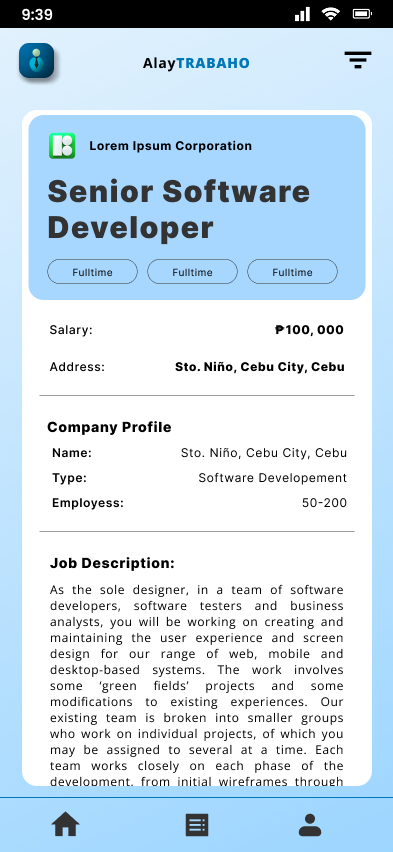 9:39
AlayTRABAHO
Lorem Ipsum Corporation
Senior Software
Developer
Fulltime Fulltime Fulltime
Salary: ₱100, 000
Address: Sto. Niño, Cebu City, Cebu
Company Profile
Name: Sto. Niño, Cebu City, Cebu
Type: Software Developement
Employess: 50-200
Job Description:
As the sole designer, in a team of software
developers, software testers and business
analysts, you will be working on creating and
maintaining the user experience and screen
design for our range of web, mobile and
desktop-based systems. The work involves
some ‘green fields’ projects and some
modifications to existing experiences. Our
existing team is broken into smaller groups
who work on individual projects, of which you
may be assigned to several at a time. Each
team works closely on each phase of the
development, from initial wireframes through